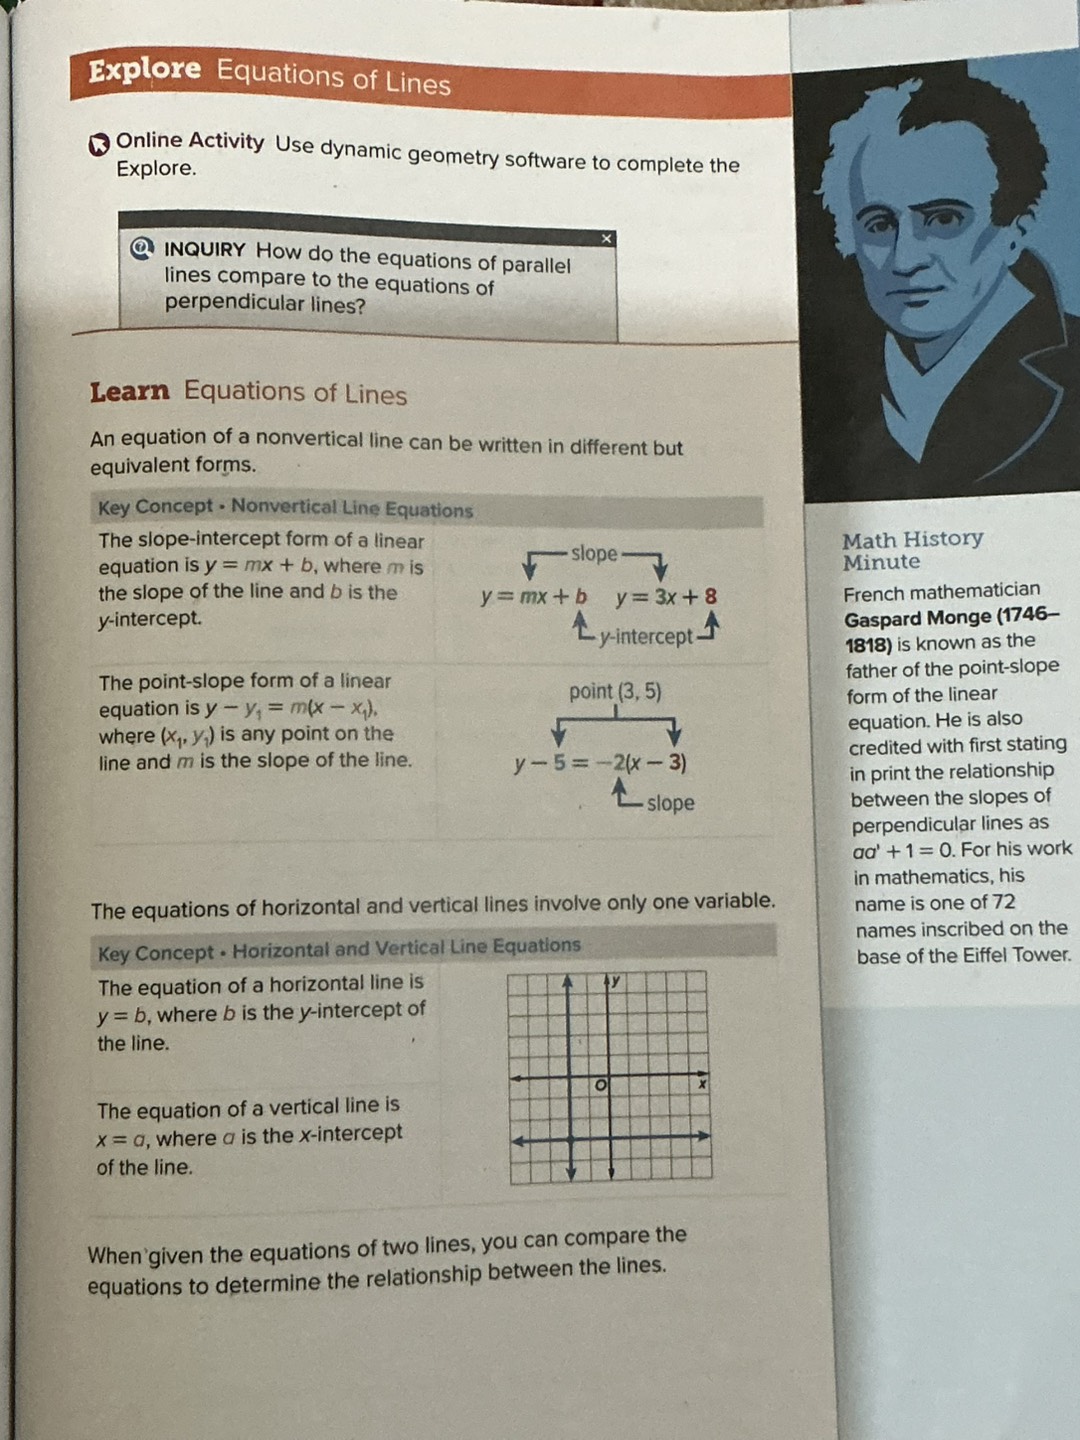 Explore Equations of Lines
Online Activity Use dynamic geometry software to complete the
Explore.
INQUIRY How do the equations of parallel
lines compare to the equations of
perpendicular lines?
Learn Equations of Lines
An equation of a nonvertical line can be written in different but
equivalent forms.
Key Concept • Nonvertical Line Equations
The slope-intercept form of a linear
equation is y = mx + b, where m is
the slope of the line and b is the
y-intercept.
slope
y = mx + b y = 3x + 8
y-intercept
The point-slope form of a linear
equation is y − y₁ = m(x − x₁),
where (x₁, y₁) is any point on the
line and m is the slope of the line.
point (3, 5)
y − 5 = −2(x − 3)
slope
The equations of horizontal and vertical lines involve only one variable.
Key Concept • Horizontal and Vertical Line Equations
The equation of a horizontal line is
y = b, where b is the y-intercept of
the line.
The equation of a vertical line is
x = a, where a is the x-intercept
of the line.
y
O
x
When given the equations of two lines, you can compare the
equations to determine the relationship between the lines.
Math History
Minute
French mathematician
Gaspard Monge (1746–
1818) is known as the
father of the point-slope
form of the linear
equation. He is also
credited with first stating
in print the relationship
between the slopes of
perpendicular lines as
aa' + 1 = 0. For his work
in mathematics, his
name is one of 72
names inscribed on the
base of the Eiffel Tower.